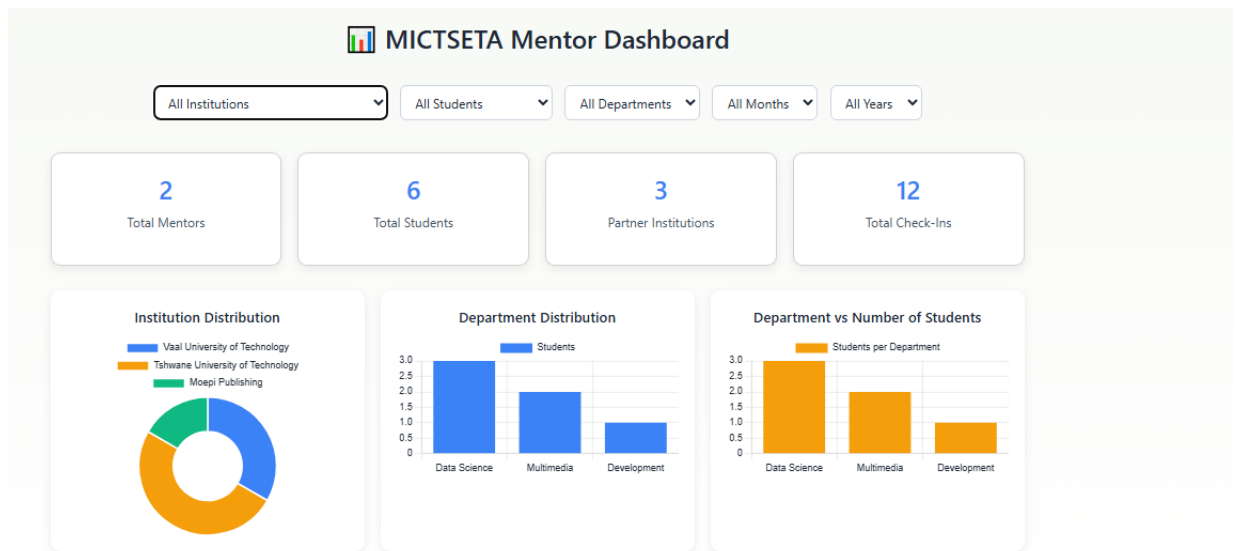 MICTSETA Mentor Dashboard
All Institutions
All Students
All Departments
All Months
All Years
2
Total Mentors
6
Total Students
3
Partner Institutions
12
Total Check-Ins
Institution Distribution
Vaal University of Technology
Tshwane University of Technology
Moepi Publishing
Department Distribution
Students
3.0
2.5
2.0
1.5
1.0
0.5
0
Data Science
Multimedia
Development
Department vs Number of Students
Students per Department
3.0
2.5
2.0
1.5
1.0
0.5
0
Data Science
Multimedia
Development